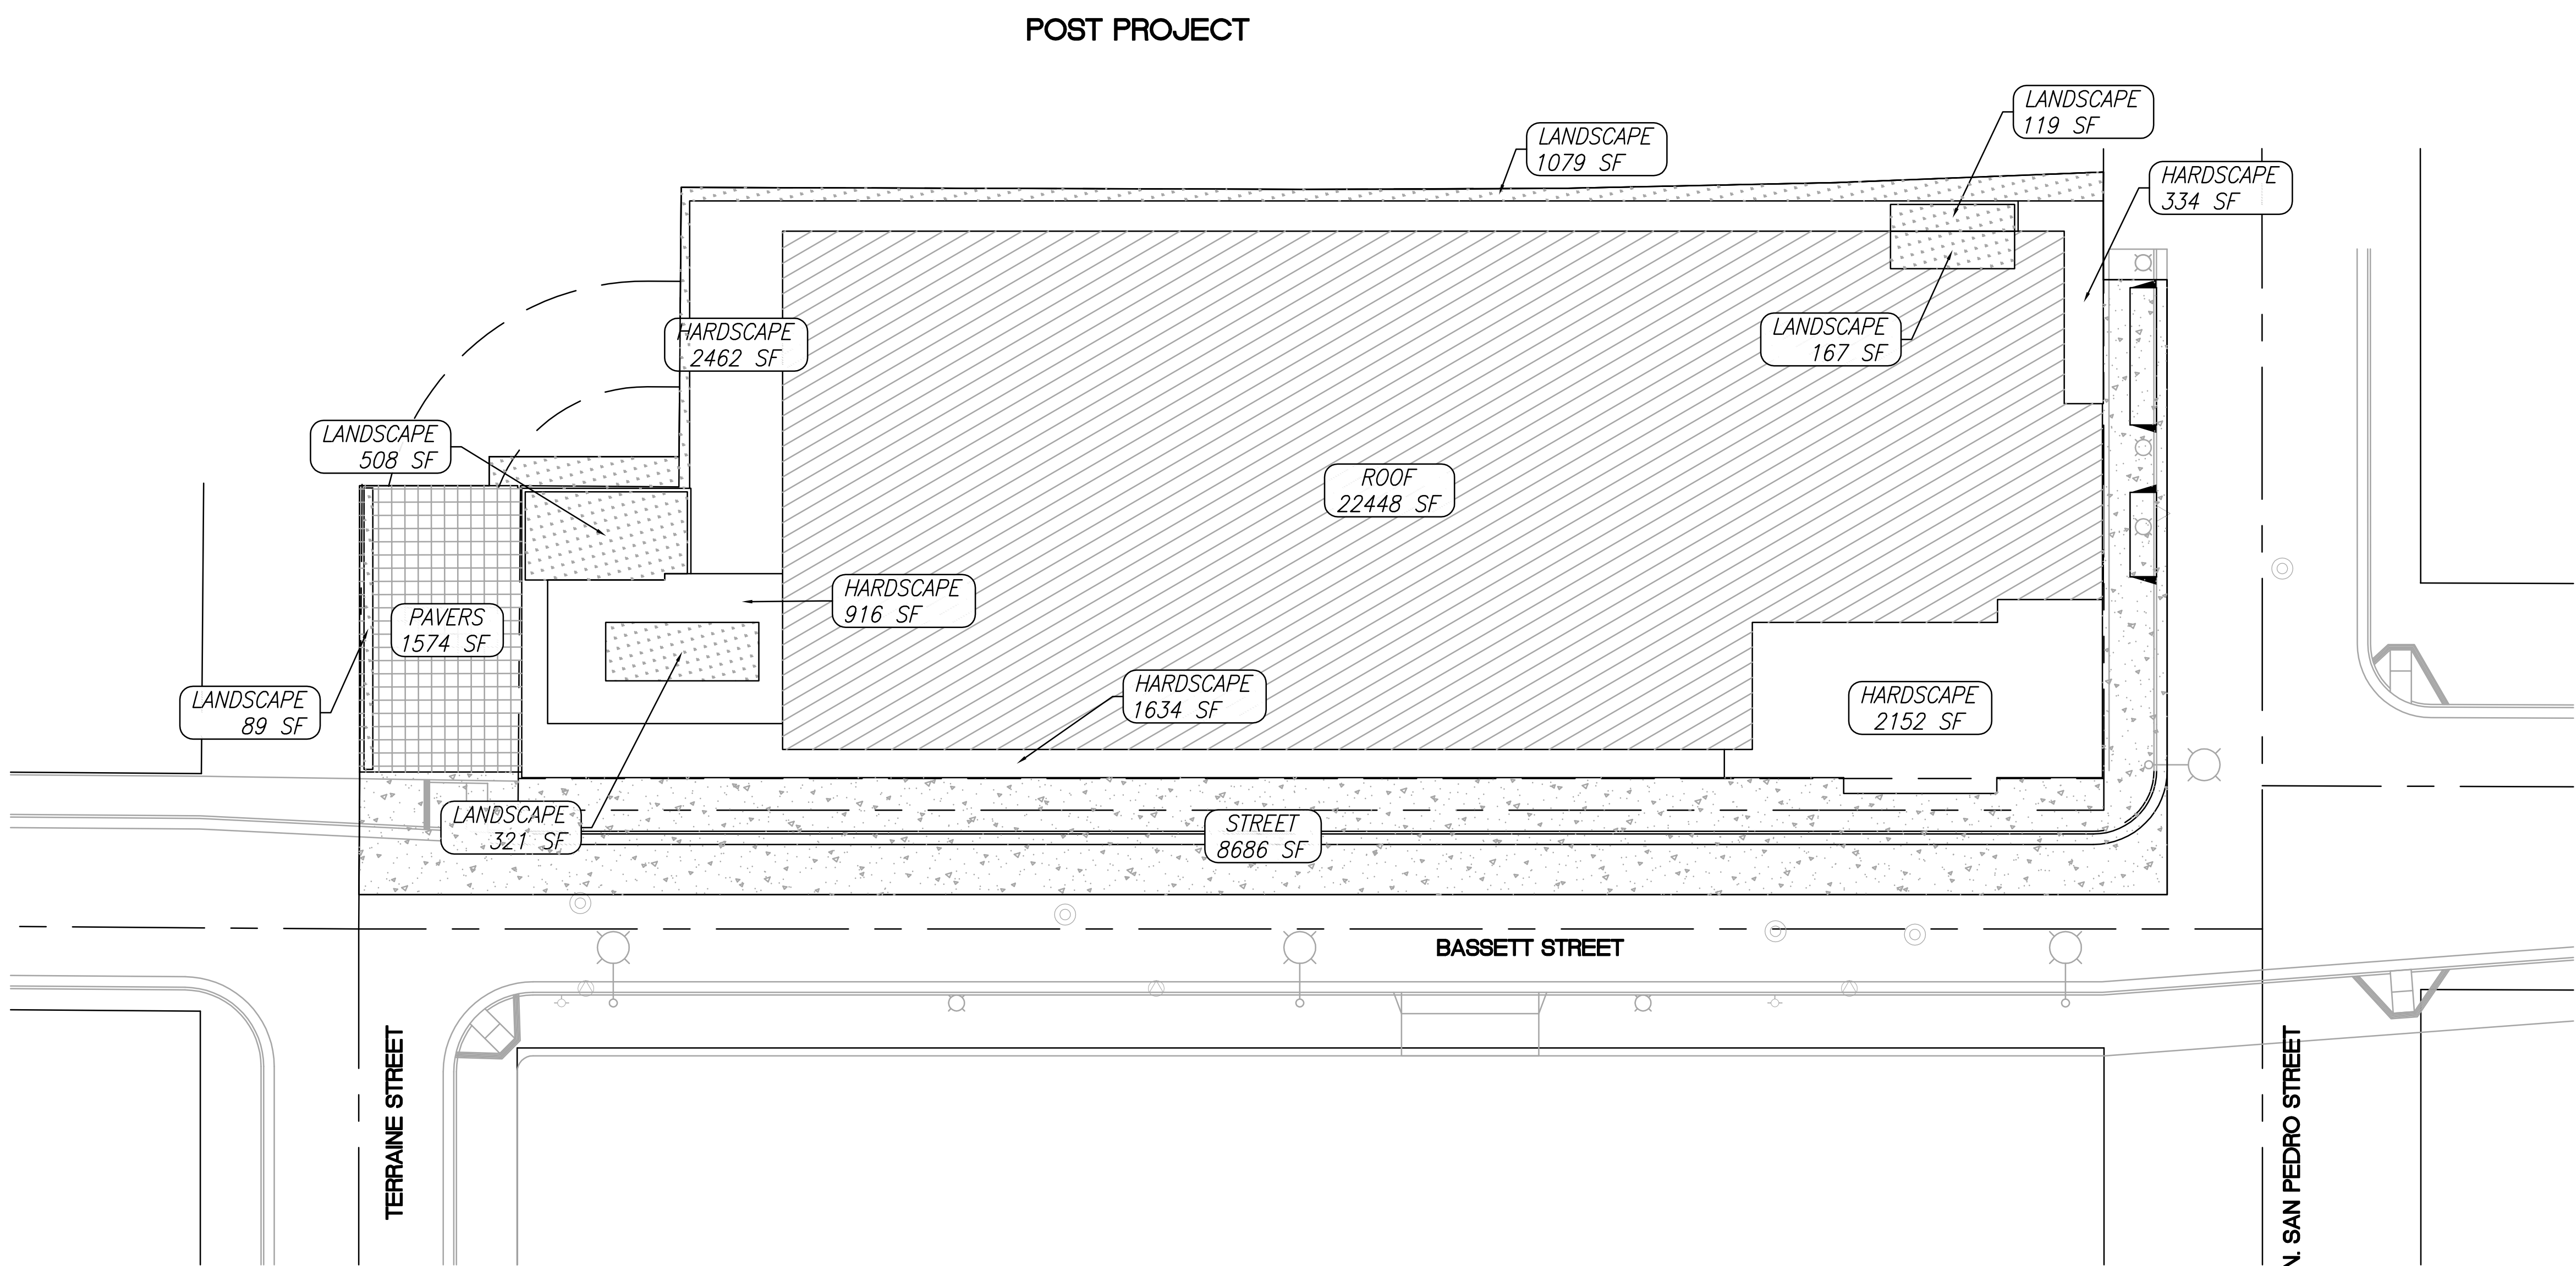 POST PROJECT
LANDSCAPE
119 SF
LANDSCAPE
1079 SF
HARDSCAPE
334 SF
HARDSCAPE
2462 SF
LANDSCAPE
167 SF
LANDSCAPE
508 SF
ROOF
22448 SF
HARDSCAPE
916 SF
PAVERS
1574 SF
HARDSCAPE
1634 SF
HARDSCAPE
2152 SF
LANDSCAPE
89 SF
LANDSCAPE
321 SF
STREET
8686 SF
BASSETT STREET
TERRAINE STREET
N. SAN PEDRO STREET